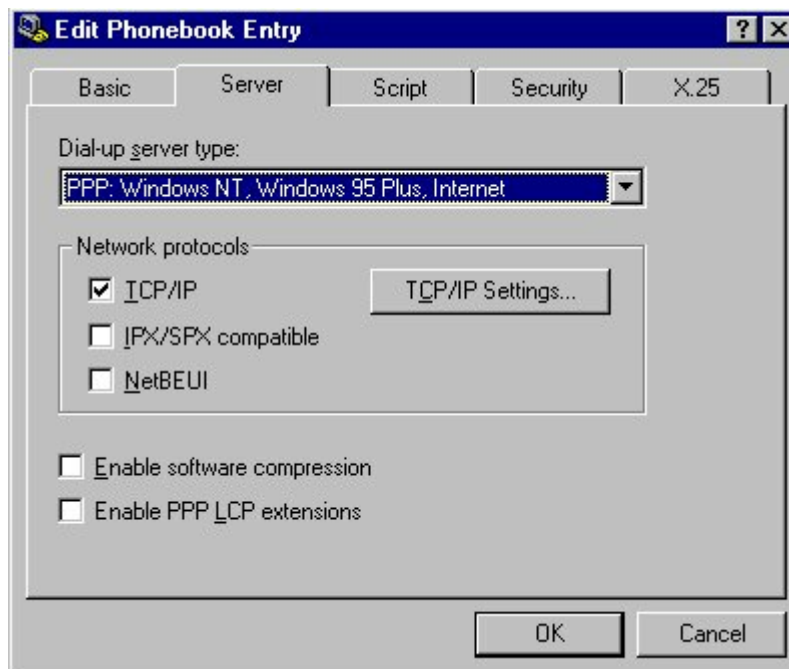 Edit Phonebook Entry
Basic Server Script Security X.25
Dial-up server type:
PPP: Windows NT, Windows 95 Plus, Internet
Network protocols
TCP/IP TCP/IP Settings...
IPX/SPX compatible
NetBEUI
Enable software compression
Enable PPP LCP extensions
OK Cancel